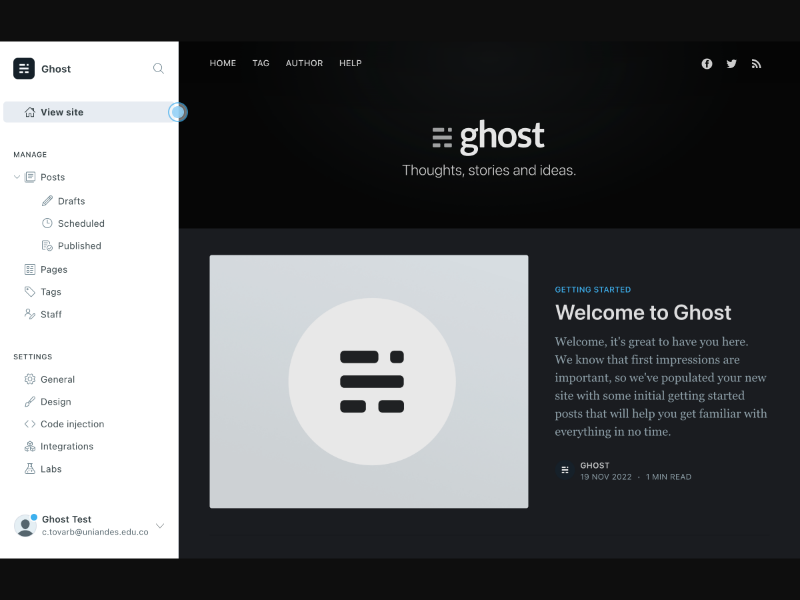 Ghost
View site
MANAGE
Posts
Drafts
Scheduled
Published
Pages
Tags
Staff
SETTINGS
General
Design
Code injection
Integrations
Labs
Ghost Test
c.tovarb@uniandes.edu.co
HOME TAG AUTHOR HELP
ghost
Thoughts, stories and ideas.
GETTING STARTED
Welcome to Ghost
Welcome, it's great to have you here.
We know that first impressions are
important, so we've populated your new
site with some initial getting started
posts that will help you get familiar with
everything in no time.
GHOST
19 NOV 2022 · 1 MIN READ